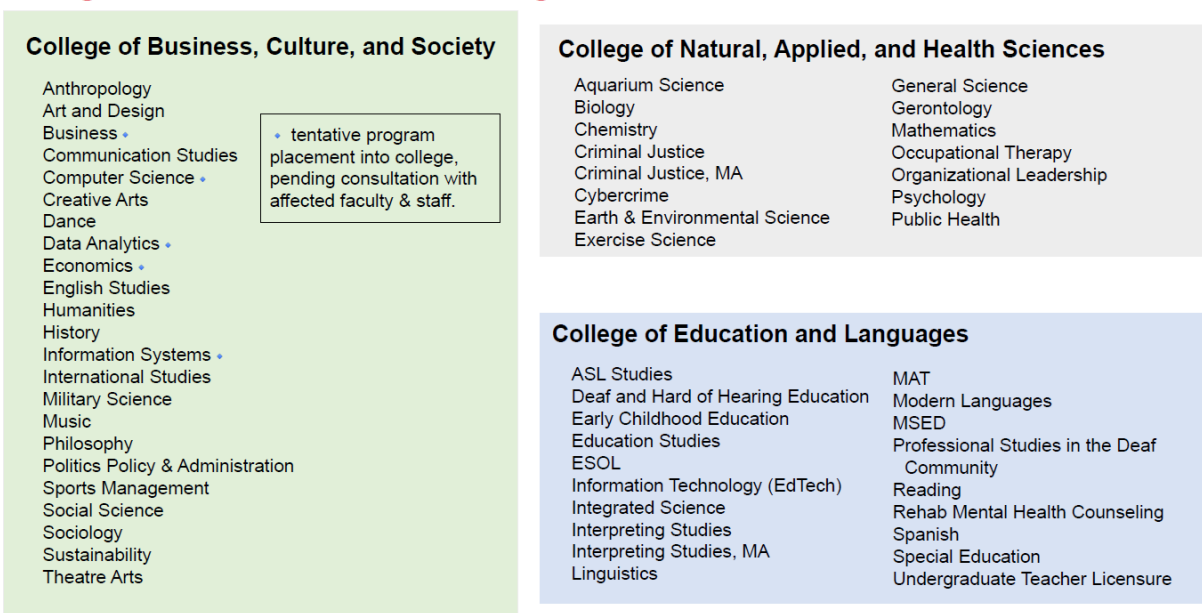 College of Business, Culture, and Society
Anthropology
Art and Design
Business
Communication Studies
Computer Science
Creative Arts
Dance
Data Analytics
Economics
English Studies
Humanities
History
Information Systems
International Studies
Military Science
Music
Philosophy
Politics Policy & Administration
Sports Management
Social Science
Sociology
Sustainability
Theatre Arts
tentative program
placement into college,
pending consultation with
affected faculty & staff.
College of Natural, Applied, and Health Sciences
Aquarium Science
Biology
Chemistry
Criminal Justice
Criminal Justice, MA
Cybercrime
Earth & Environmental Science
Exercise Science
General Science
Gerontology
Mathematics
Occupational Therapy
Organizational Leadership
Psychology
Public Health
College of Education and Languages
ASL Studies
Deaf and Hard of Hearing Education
Early Childhood Education
Education Studies
ESOL
Information Technology (EdTech)
Integrated Science
Interpreting Studies
Interpreting Studies, MA
Linguistics
MAT
Modern Languages
MSED
Professional Studies in the Deaf
Community
Reading
Rehab Mental Health Counseling
Spanish
Special Education
Undergraduate Teacher Licensure